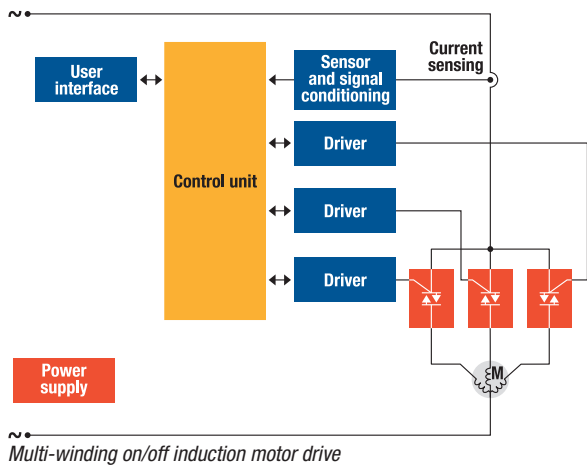 ~
User
interface
Control unit
Sensor
and signal
conditioning
Current
sensing
Driver
Driver
Driver
M
Power
supply
~
Multi-winding on/off induction motor drive